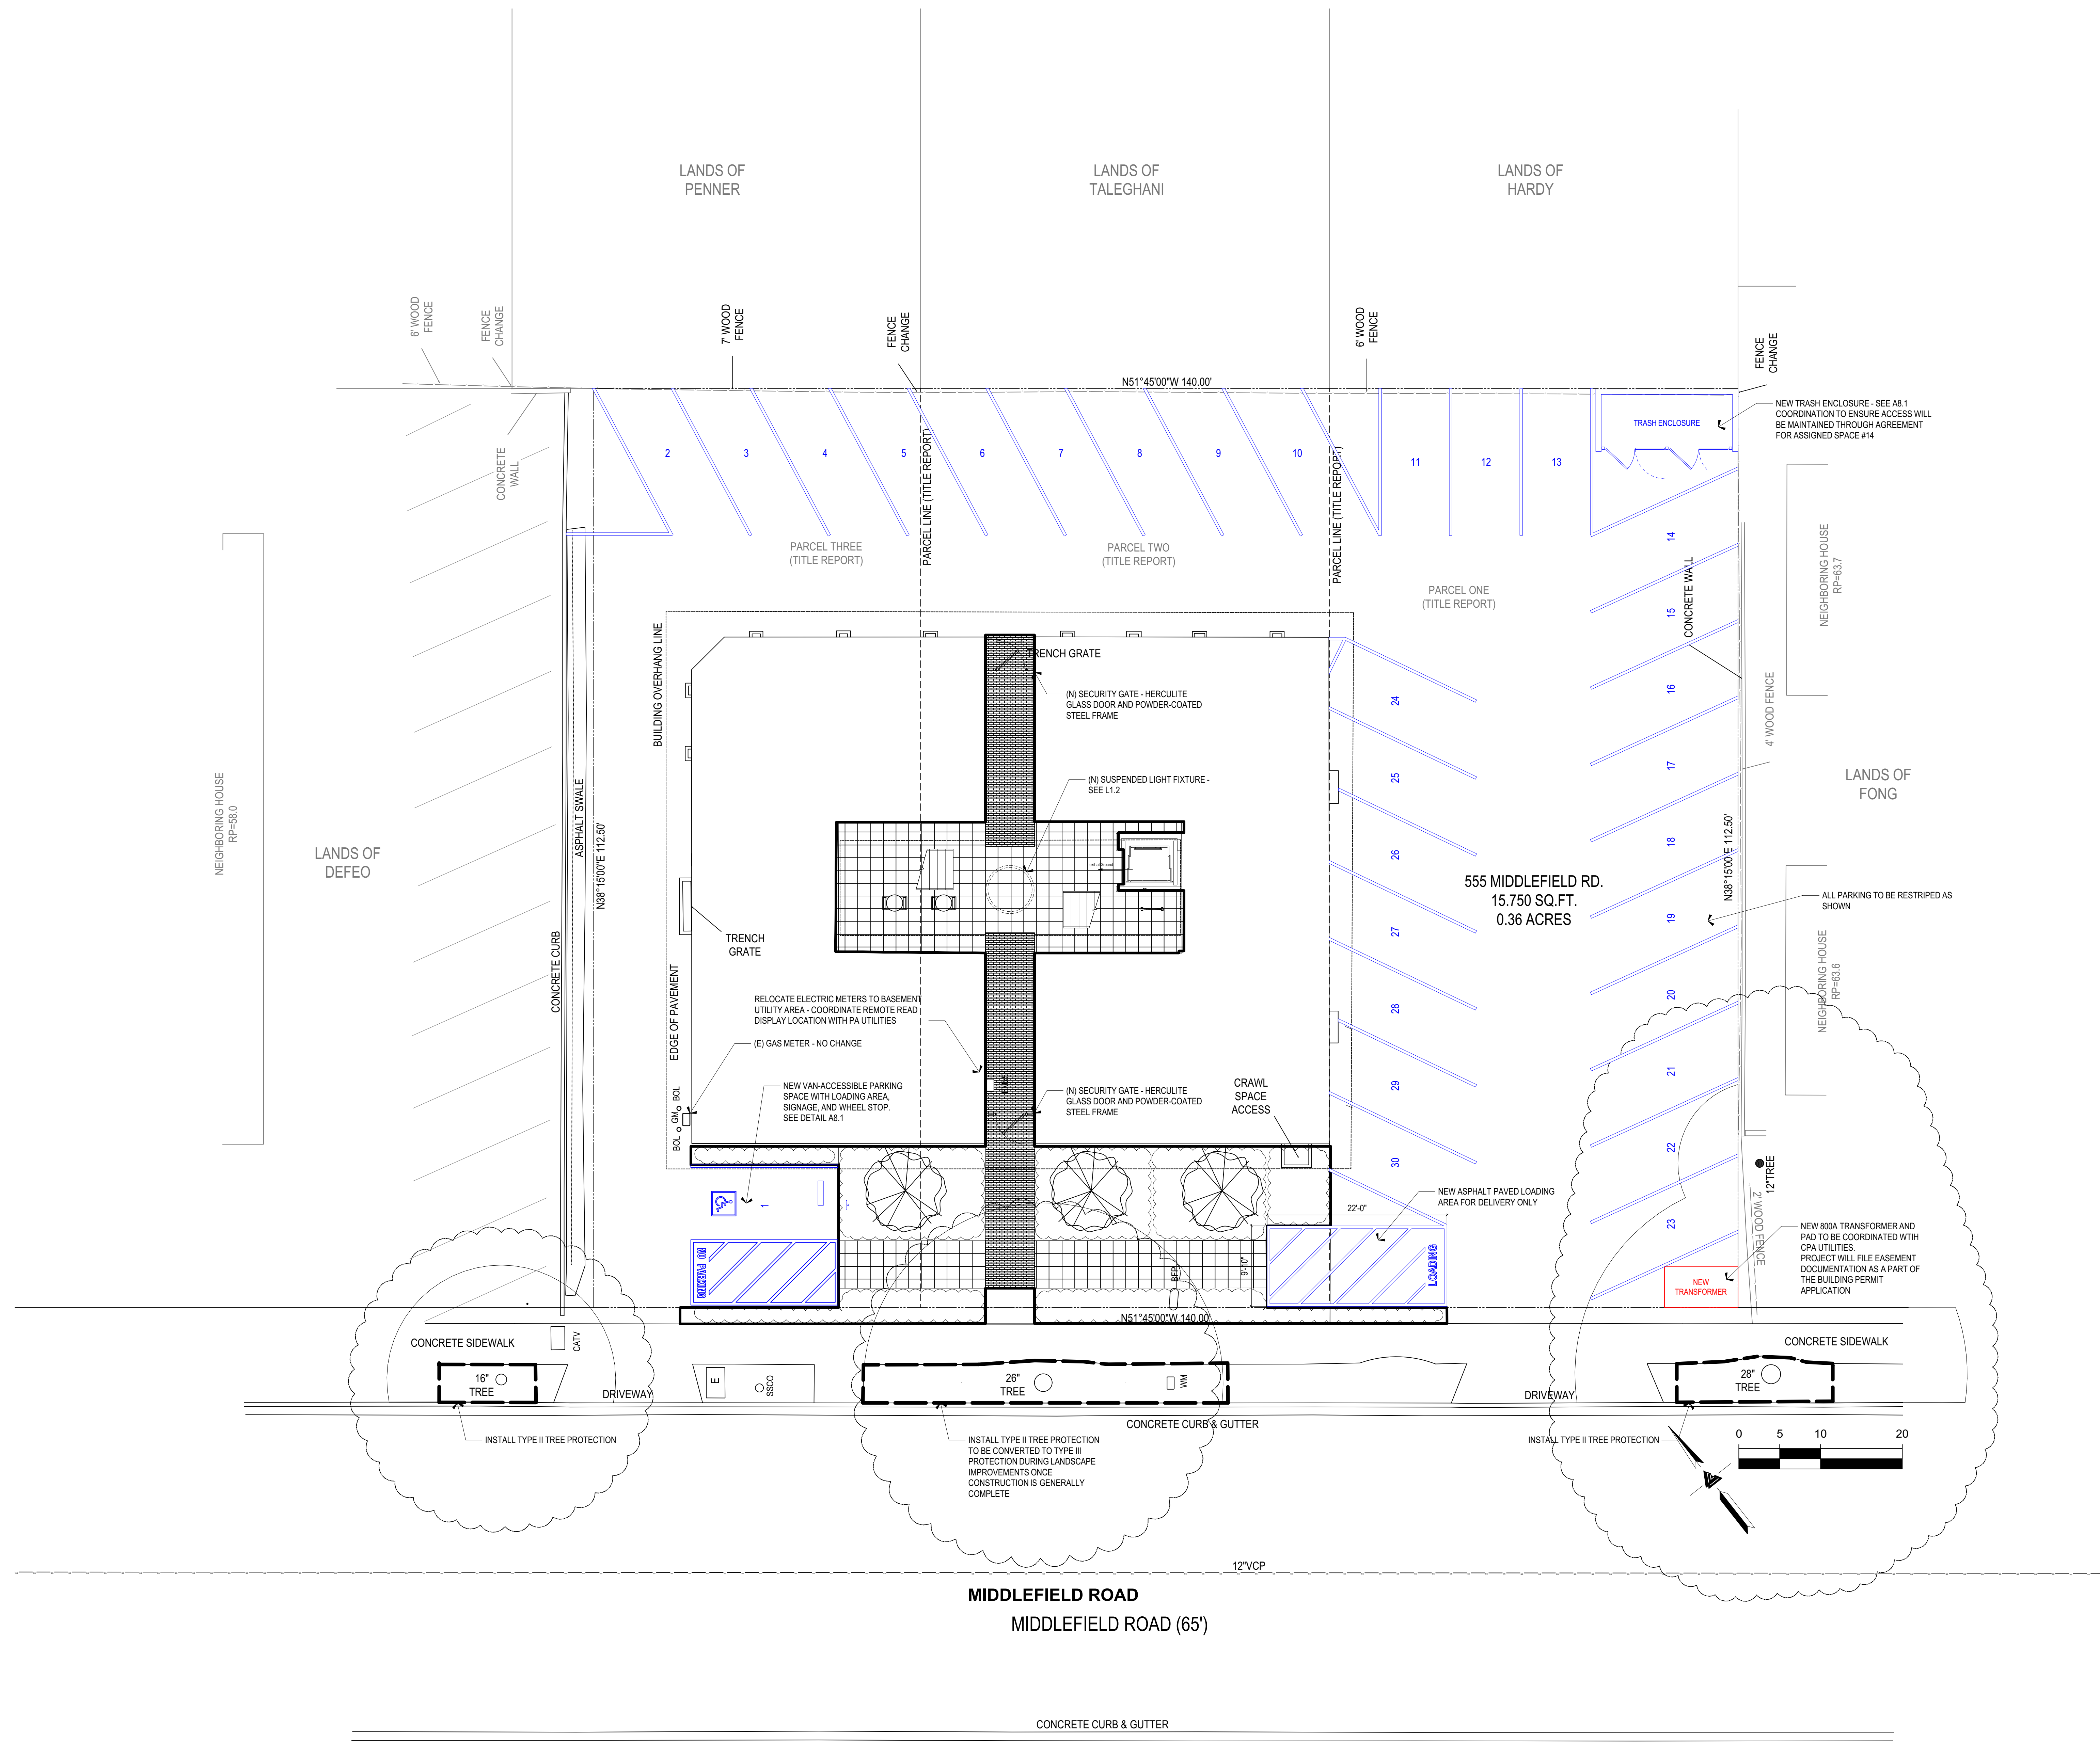 LANDS OF
PENNER
LANDS OF
TALEGHANI
LANDS OF
HARDY
6' WOOD
FENCE
FENCE
CHANGE
7' WOOD
FENCE
FENCE
CHANGE
6' WOOD
FENCE
FENCE
CHANGE
N51°45'00"W 140.00'
NEW TRASH ENCLOSURE - SEE A8.1
COORDINATION TO ENSURE ACCESS WILL
BE MAINTAINED THROUGH AGREEMENT
FOR ASSIGNED SPACE #14
TRASH ENCLOSURE
CONCRETE
WALL
2
3
4
5
6
7
8
9
10
11
12
13
PARCEL LINE (TITLE REPORT)
PARCEL LINE (TITLE REPORT)
PARCEL THREE
(TITLE REPORT)
PARCEL TWO
(TITLE REPORT)
PARCEL ONE
(TITLE REPORT)
14
15
16
17
18
19
20
21
22
23
CONCRETE WALL
NEIGHBORING HOUSE
RP=63.7
4' WOOD FENCE
LANDS OF
FONG
BUILDING OVERHANG LINE
TRENCH GRATE
(N) SECURITY GATE - HERCULITE
GLASS DOOR AND POWDER-COATED
STEEL FRAME
24
25
26
27
28
29
30
(N) SUSPENDED LIGHT FIXTURE -
SEE L1.2
exit at Ground
NEIGHBORING HOUSE
RP=58.0
LANDS OF
DEFEO
ASPHALT SWALE
N38°15'00"E 112.50'
CONCRETE CURB
555 MIDDLEFIELD RD.
15.750 SQ.FT.
0.36 ACRES
N38°15'00"E 112.50'
ALL PARKING TO BE RESTRIPED AS
SHOWN
NEIGHBORING HOUSE
RP=63.6
TRENCH
GRATE
EDGE OF PAVEMENT
RELOCATE ELECTRIC METERS TO BASEMENT
UTILITY AREA - COORDINATE REMOTE READ
DISPLAY LOCATION WITH PA UTILITIES
(E) GAS METER - NO CHANGE
BOL
GM
BOL
NEW VAN-ACCESSIBLE PARKING
SPACE WITH LOADING AREA,
SIGNAGE, AND WHEEL STOP.
SEE DETAIL A8.1
(N) SECURITY GATE - HERCULITE
GLASS DOOR AND POWDER-COATED
STEEL FRAME
CRAWL
SPACE
ACCESS
1
NO
PARKING
12"TREE
2' WOOD FENCE
NEW ASPHALT PAVED LOADING
AREA FOR DELIVERY ONLY
22'-0"
9'-10"
LOADING
BFP
NEW 800A TRANSFORMER AND
PAD TO BE COORDINATED WTIH
CPA UTILITIES.
PROJECT WILL FILE EASEMENT
DOCUMENTATION AS A PART OF
THE BUILDING PERMIT
APPLICATION
NEW
TRANSFORMER
N51°45'00"W 140.00'
CONCRETE SIDEWALK
CATV
CONCRETE SIDEWALK
16"
TREE
E
SSCO
DRIVEWAY
26"
TREE
WM
DRIVEWAY
28"
TREE
CONCRETE CURB & GUTTER
INSTALL TYPE II TREE PROTECTION
INSTALL TYPE II TREE PROTECTION
TO BE CONVERTED TO TYPE III
PROTECTION DURING LANDSCAPE
IMPROVEMENTS ONCE
CONSTRUCTION IS GENERALLY
COMPLETE
INSTALL TYPE II TREE PROTECTION
0 5 10 20
12"VCP
MIDDLEFIELD ROAD
MIDDLEFIELD ROAD (65')
CONCRETE CURB & GUTTER